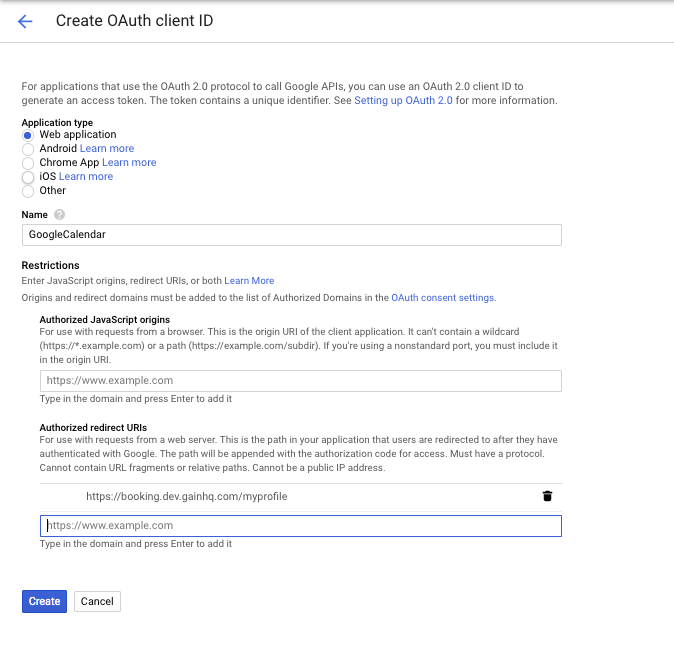 Create OAuth client ID
For applications that use the OAuth 2.0 protocol to call Google APIs, you can use an OAuth 2.0 client ID to
generate an access token. The token contains a unique identifier. See Setting up OAuth 2.0 for more information.
Application type
Web application
Android Learn more
Chrome App Learn more
iOS Learn more
Other
Name ?
GoogleCalendar
Restrictions
Enter JavaScript origins, redirect URIs, or both Learn More
Origins and redirect domains must be added to the list of Authorized Domains in the OAuth consent settings.
Authorized JavaScript origins
For use with requests from a browser. This is the origin URI of the client application. It can't contain a wildcard
(https://*.example.com) or a path (https://example.com/subdir). If you're using a nonstandard port, you must include it
in the origin URI.
https://www.example.com
Type in the domain and press Enter to add it
Authorized redirect URIs
For use with requests from a web server. This is the path in your application that users are redirected to after they have
authenticated with Google. The path will be appended with the authorization code for access. Must have a protocol.
Cannot contain URL fragments or relative paths. Cannot be a public IP address.
https://booking.dev.gainhq.com/myprofile
https://www.example.com
Type in the domain and press Enter to add it
Create Cancel